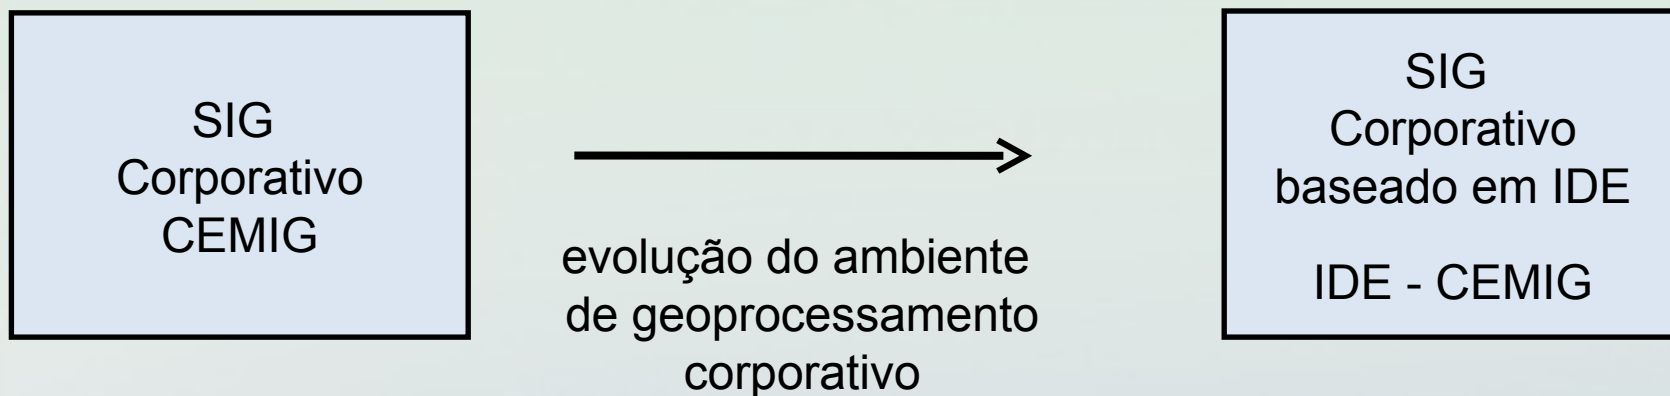 SIG
Corporativo
CEMIG
evolução do ambiente
de geoprocessamento
corporativo
SIG
Corporativo
baseado em IDE
IDE - CEMIG